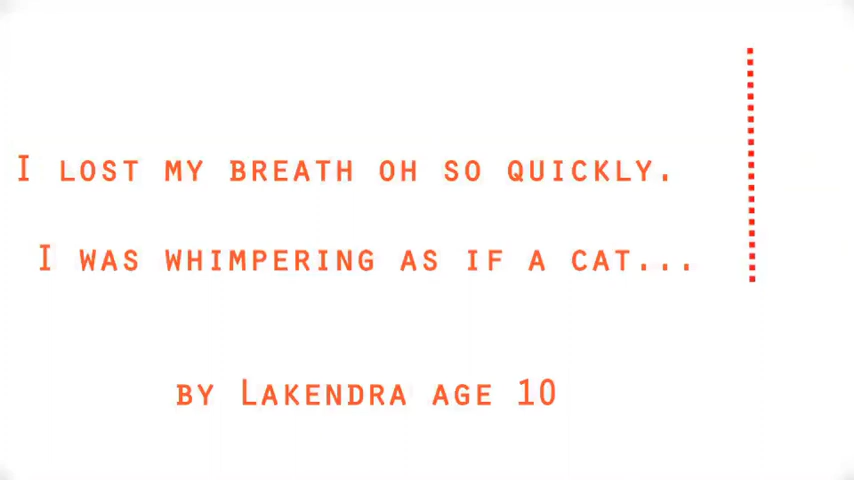 I lost my breath oh so quickly.
I was whimpering as if a cat...
by Lakendra age 10